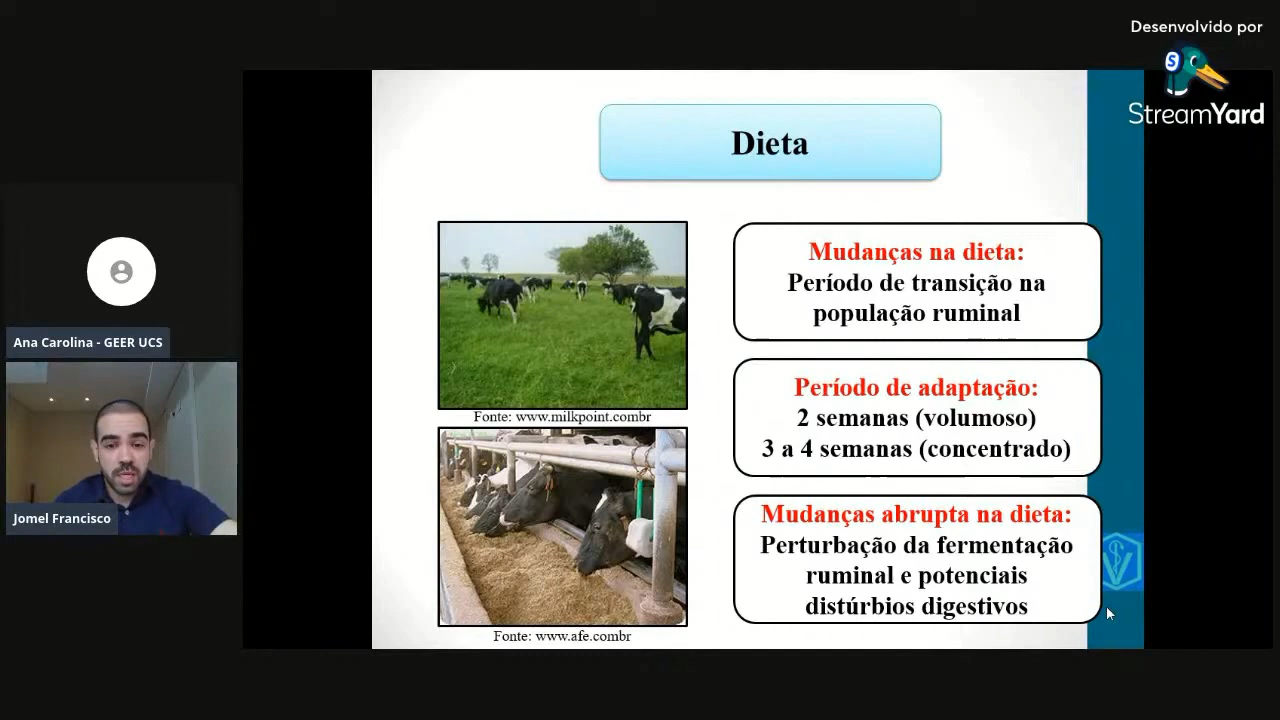 Desenvolvido por
S
StreamYard
Dieta
Fonte: www.milkpoint.combr
Fonte: www.afe.combr
Mudanças na dieta:
Período de transição na
população ruminal
Período de adaptação:
2 semanas (volumoso)
3 a 4 semanas (concentrado)
Mudanças abrupta na dieta:
Perturbação da fermentação
ruminal e potenciais
distúrbios digestivos
V
Ana Carolina - GEER UCS
Jomel Francisco